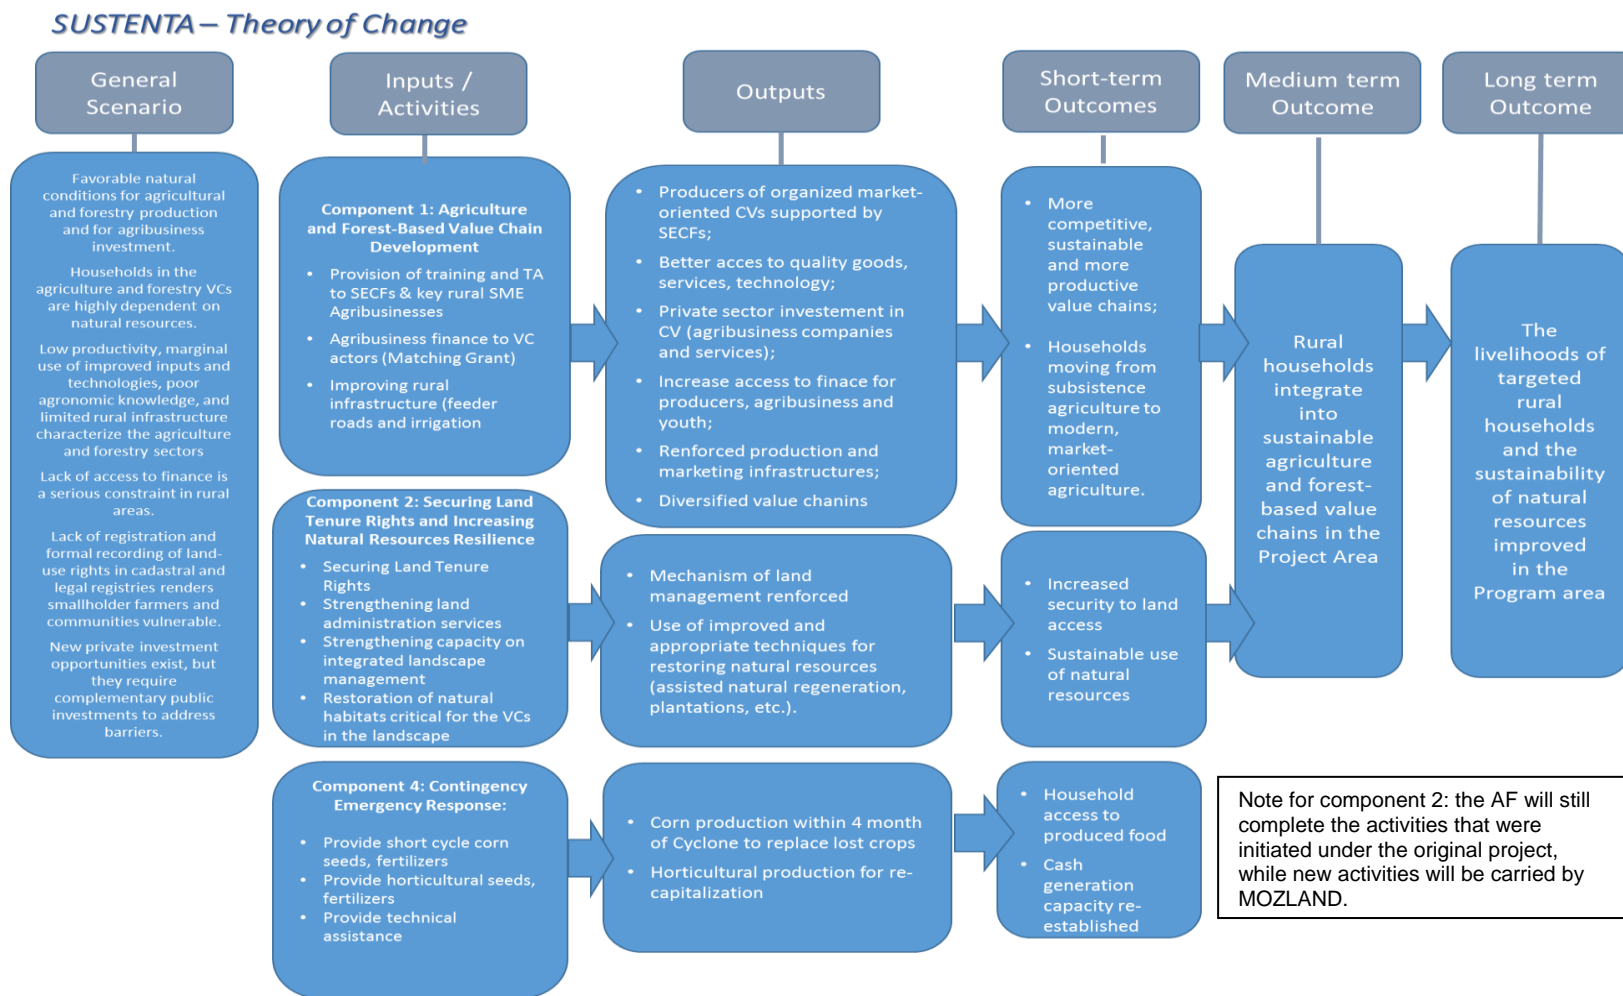 SUSTENTA – Theory of Change
General
Scenario
Inputs /
Activities
Outputs
Short-term
Outcomes
Medium term
Outcome
Long term
Outcome
Favorable natural
conditions for agricultural
and forestry production
and for agribusiness
investment.
Households in the
agriculture and forestry VCs
are highly dependent on
natural resources.
Low productivity, marginal
use of improved inputs and
technologies, poor
agronomic knowledge, and
limited rural infrastructure
characterize the agriculture
and forestry sectors
Lack of access to finance is
a serious constraint in rural
areas.
Lack of registration and
formal recording of land-
use rights in cadastral and
legal registries renders
smallholder farmers and
communities vulnerable.
New private investment
opportunities exist, but
they require
complementary public
investments to address
barriers.
Component 1: Agriculture
and Forest-Based Value Chain
Development
• Provision of training and TA
to SECFs & key rural SME
Agribusinesses
• Agribusiness finance to VC
actors (Matching Grant)
• Improving rural
infrastructure (feeder
roads and irrigation
• Producers of organized market-
oriented CVs supported by
SECFs;
• Better acces to quality goods,
services, technology;
• Private sector investement in
CV (agribusiness companies
and services);
• Increase access to finace for
producers, agribusiness and
youth;
• Renforced production and
marketing infrastructures;
• Diversified value chanins
• More
competitive,
sustainable
and more
productive
value chains;
• Households
moving from
subsistence
agriculture to
modern,
market-
oriented
agriculture.
Rural
households
integrate
into
sustainable
agriculture
and forest-
based value
chains in the
Project Area
The
livelihoods of
targeted
rural
households
and the
sustainability
of natural
resources
improved
in the
Program area
Component 2: Securing Land
Tenure Rights and Increasing
Natural Resources Resilience
• Securing Land Tenure
Rights
• Strengthening land
administration services
• Strengthening capacity on
integrated landscape
management
• Restoration of natural
habitats critical for the VCs
in the landscape
• Mechanism of land
management renforced
• Use of improved and
appropriate techniques for
restoring natural resources
(assisted natural regeneration,
plantations, etc.).
• Increased
security to land
access
• Sustainable use
of natural
resources
Component 4: Contingency
Emergency Response:
• Provide short cycle corn
seeds, fertilizers
• Provide horticultural seeds,
fertilizers
• Provide technical
assistance
• Corn production within 4 month
of Cyclone to replace lost crops
• Horticultural production for re-
capitalization
• Household
access to
produced food
• Cash
generation
capacity re-
established
Note for component 2: the AF will still
complete the activities that were
initiated under the original project,
while new activities will be carried by
MOZLAND.